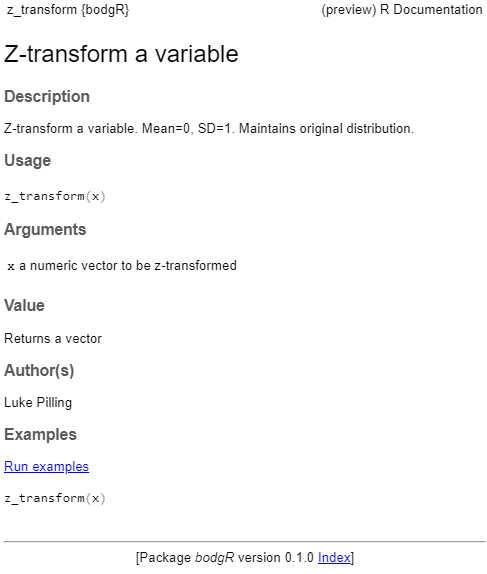 z_transform {bodgR} (preview) R Documentation
Z-transform a variable
Description
Z-transform a variable. Mean=0, SD=1. Maintains original distribution.
Usage
z_transform(x)
Arguments
x a numeric vector to be z-transformed
Value
Returns a vector
Author(s)
Luke Pilling
Examples
Run examples
z_transform(x)
[Package bodgR version 0.1.0 Index]